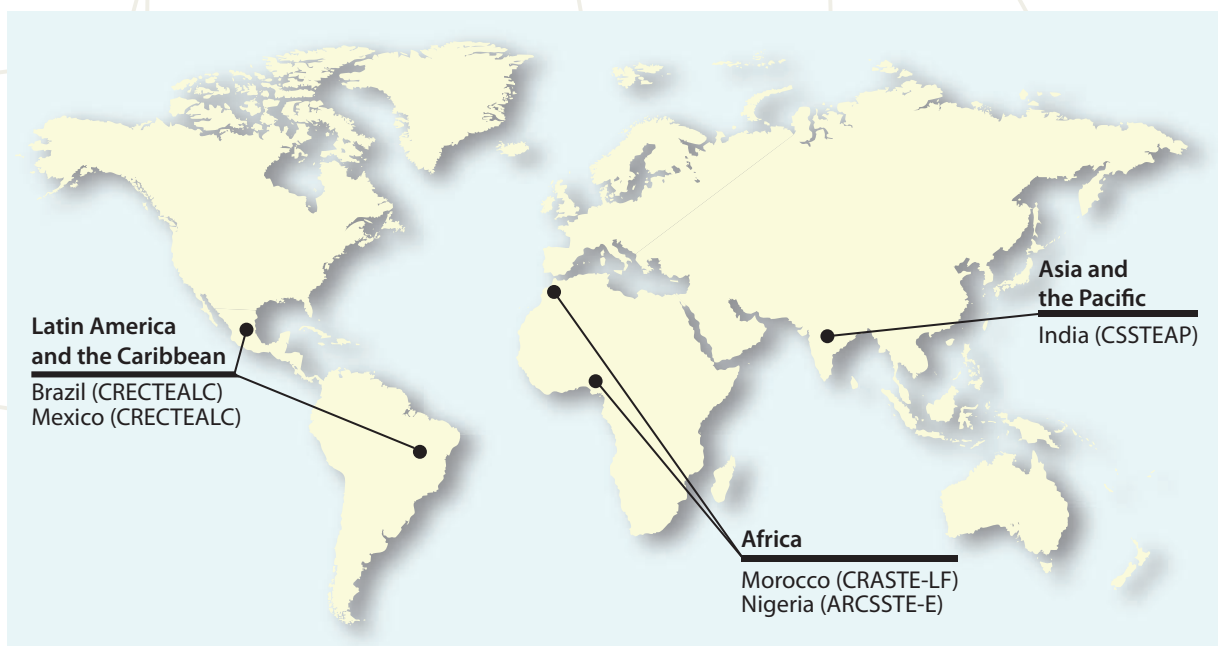 Latin America
and the Caribbean
Brazil (CRECTEALC)
Mexico (CRECTEALC)
Asia and
the Pacific
India (CSSTEAP)
Africa
Morocco (CRASTE-LF)
Nigeria (ARCSSTE-E)